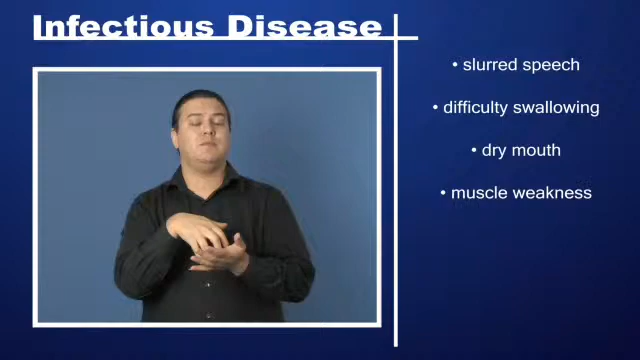 Infectious Disease
• slurred speech
• difficulty swallowing
• dry mouth
• muscle weakness